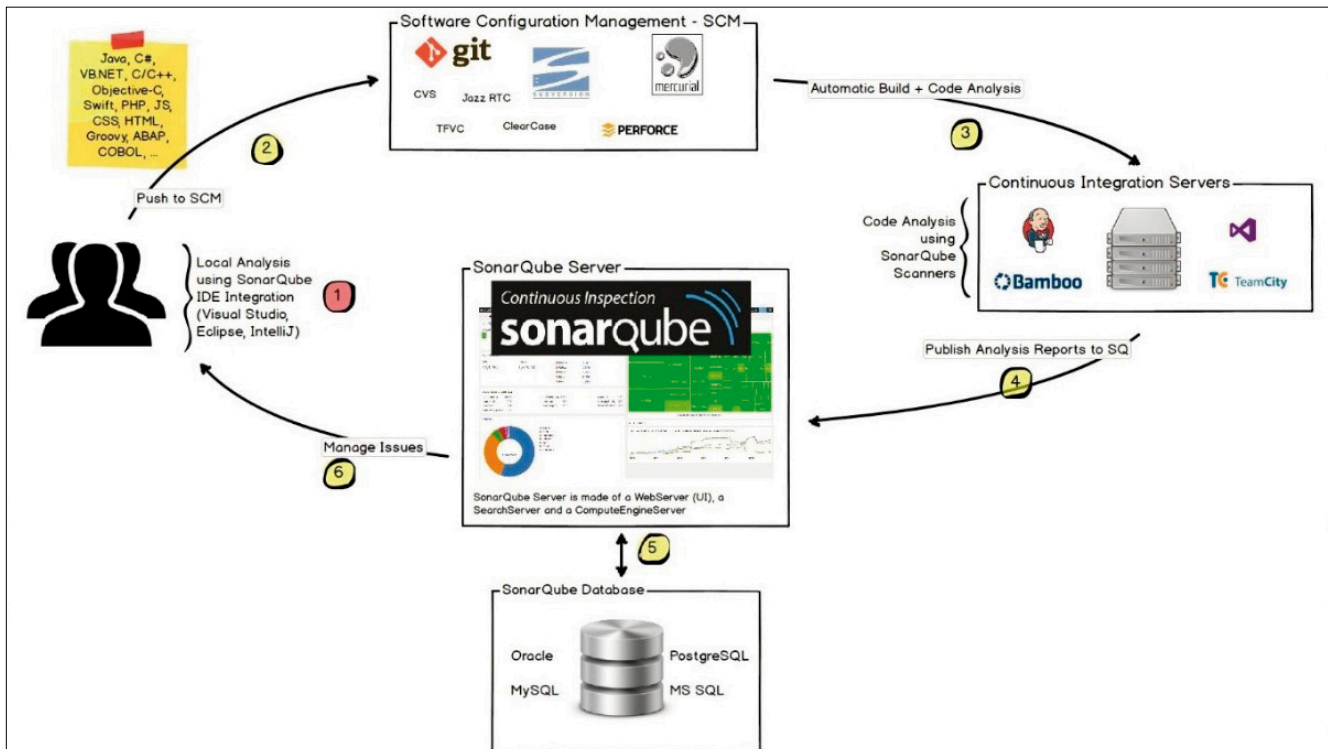 Software Configuration Management - SCM
git
SUBVERSION
mercurial
CVS
Jazz RTC
TFVC
ClearCase
PERFORCE
Java, C#,
VB.NET, C/C++,
Objective-C,
Swift, PHP, JS,
CSS, HTML,
Groovy, ABAP,
COBOL, ...
2
Push to SCM
Automatic Build + Code Analysis
3
Continuous Integration Servers
Bamboo
TeamCity
Code Analysis
using
SonarQube
Scanners
Local Analysis
using SonarQube
IDE Integration
(Visual Studio,
Eclipse, IntelliJ)
1
SonarQube Server
Continuous Inspection
sonarqube
SonarQube Server is made of a WebServer (UI), a
SearchServer and a ComputeEngineServer
Publish Analysis Reports to SQ
4
Manage Issues
6
5
SonarQube Database
Oracle
PostgreSQL
MySQL
MS SQL